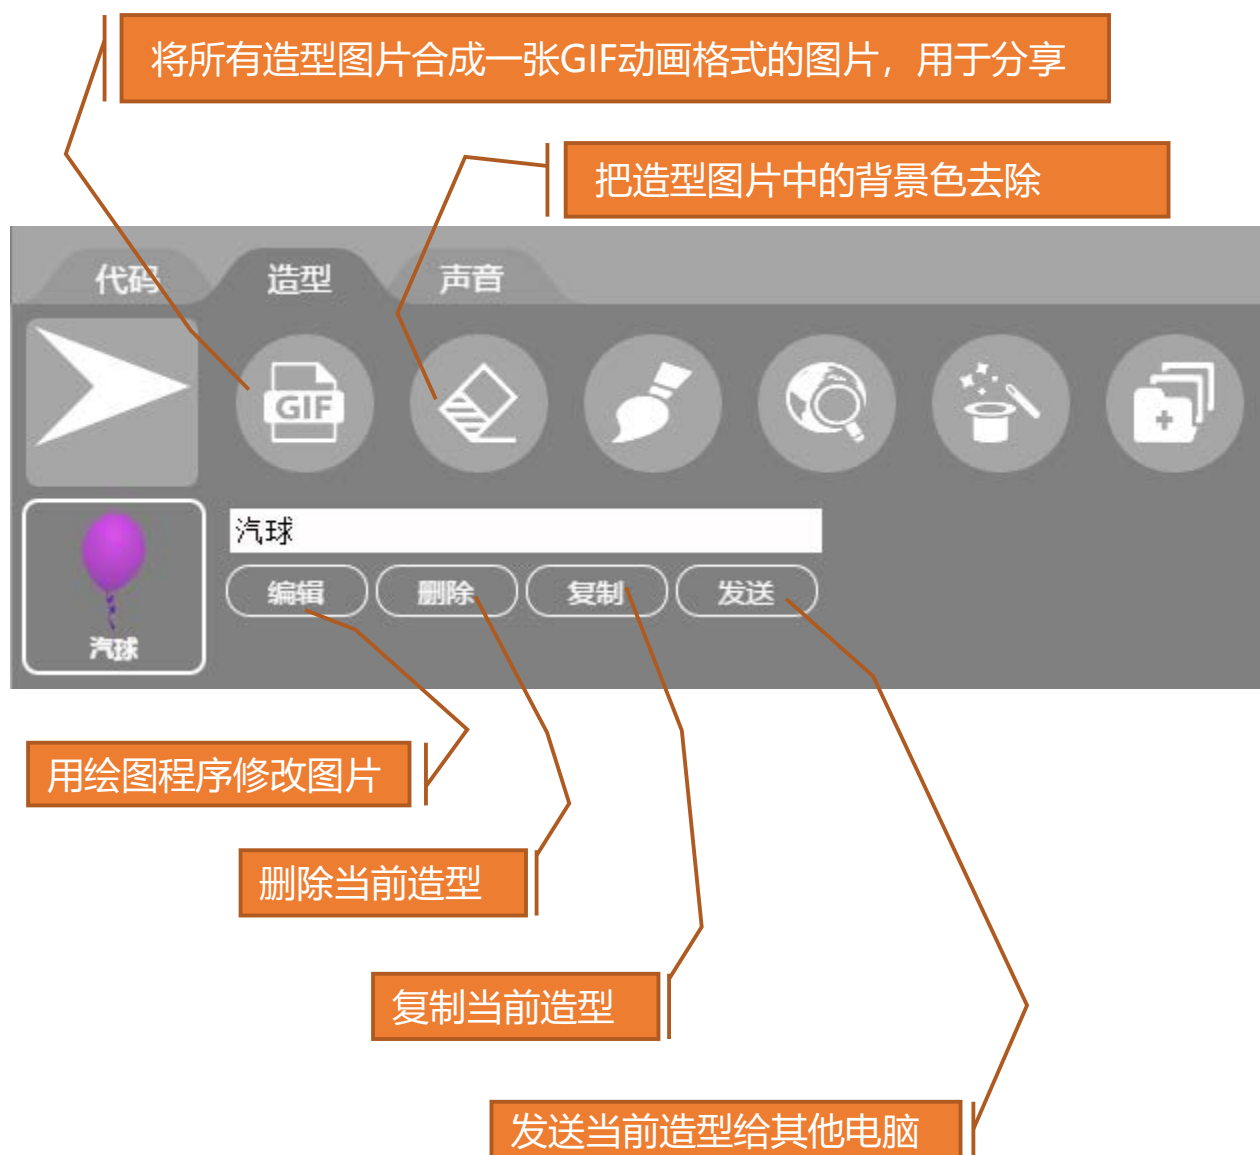 将所有造型图片合成一张GIF动画格式的图片，用于分享
把造型图片中的背景色去除
代码
造型
声音
GIF
汽球
编辑
删除
复制
发送
汽球
用绘图程序修改图片
删除当前造型
复制当前造型
发送当前造型给其他电脑